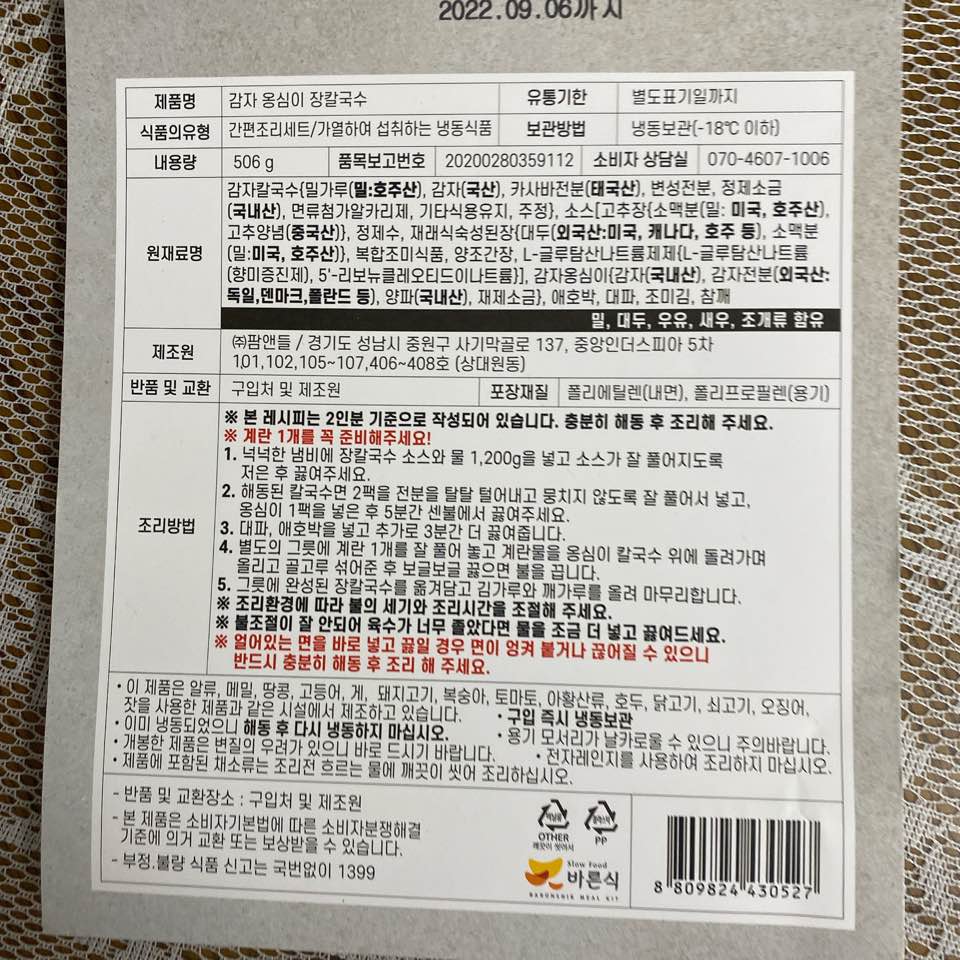 2022.09.06까지
제품명 감자 옹심이 장칼국수 유통기한 별도표기일까지
식품의유형 간편조리세트/가열하여 섭취하는 냉동식품 보관방법 냉동보관(-18℃ 이하)
내용량 506 g 품목보고번호 20200280359112 소비자 상담실 070-4607-1006
원재료명
감자칼국수{밀가루(밀:호주산), 감자(국산), 카사바전분(태국산), 변성전분, 정제소금
(국내산), 면류첨가알카리제, 기타식용유지, 주정}, 소스[고추장{소맥분(밀: 미국, 호주산),
고추양념(중국산)}, 정제수, 재래식숙성된장{대두(외국산:미국, 캐나다, 호주 등), 소맥분
(밀:미국, 호주산)}, 복합조미식품, 양조간장, L-글루탐산나트륨제제{L-글루탐산나트륨
(향미증진제), 5'-리보뉴클레오티드이나트륨}], 감자옹심이{감자(국내산), 감자전분(외국산:
독일,덴마크,폴란드 등), 양파(국내산), 재제소금}, 애호박, 대파, 조미김, 참깨
밀, 대두, 우유, 새우, 조개류 함유
제조원 ㈜팜앤들 / 경기도 성남시 중원구 사기막골로 137, 중앙인더스피아 5차
101,102,105~107,406~408호 (상대원동)
반품 및 교환 구입처 및 제조원 포장재질 폴리에틸렌(내면), 폴리프로필렌(용기)
조리방법
※ 본 레시피는 2인분 기준으로 작성되어 있습니다. 충분히 해동 후 조리해 주세요.
※ 계란 1개를 꼭 준비해주세요!
1. 넉넉한 냄비에 장칼국수 소스와 물 1,200g을 넣고 소스가 잘 풀어지도록
저은 후 끓여주세요.
2. 해동된 칼국수면 2팩을 전분을 탈탈 털어내고 뭉치지 않도록 잘 풀어서 넣고,
옹심이 1팩을 넣은 후 5분간 센불에서 끓여주세요.
3. 대파, 애호박을 넣고 추가로 3분간 더 끓여줍니다.
4. 별도의 그릇에 계란 1개를 잘 풀어 놓고 계란물을 옹심이 칼국수 위에 돌려가며
올리고 골고루 섞어준 후 보글보글 끓으면 불을 끕니다.
5. 그릇에 완성된 장칼국수를 옮겨담고 김가루와 깨가루를 올려 마무리합니다.
※ 조리환경에 따라 불의 세기와 조리시간을 조절해 주세요.
※ 불조절이 잘 안되어 육수가 너무 졸았다면 물을 조금 더 넣고 끓여드세요.
※ 얼어있는 면을 바로 넣고 끓일 경우 면이 엉켜 붙거나 끊어질 수 있으니
반드시 충분히 해동 후 조리 해 주세요.
• 이 제품은 알류, 메밀, 땅콩, 고등어, 게, 돼지고기, 복숭아, 토마토, 아황산류, 호두, 닭고기, 쇠고기, 오징어,
잣을 사용한 제품과 같은 시설에서 제조하고 있습니다. • 구입 즉시 냉동보관
• 이미 냉동되었으니 해동 후 다시 냉동하지 마십시오. • 용기 모서리가 날카로울 수 있으니 주의바랍니다.
• 개봉한 제품은 변질의 우려가 있으니 바로 드시기 바랍니다. • 전자레인지를 사용하여 조리하지 마십시오.
• 제품에 포함된 채소류는 조리전 흐르는 물에 깨끗이 씻어 조리하십시오.
- 반품 및 교환장소 : 구입처 및 제조원
- 본 제품은 소비자기본법에 따른 소비자분쟁해결
기준에 의거 교환 또는 보상받을 수 있습니다.
- 부정.불량 식품 신고는 국번없이 1399
OTHER PP
깨끗이 씻어서
Slow Food
바른식
BARUNSHIK MEAL KIT
8 809824 430527